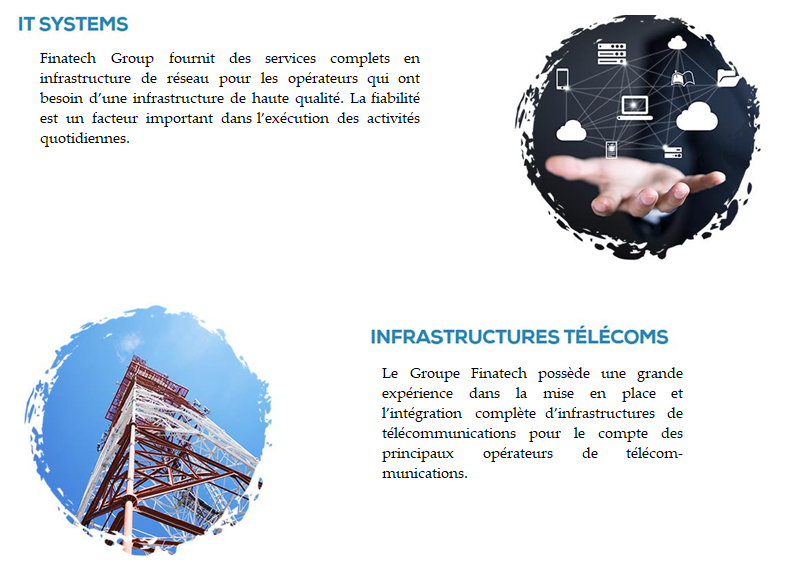 IT SYSTEMS
Finatech Group fournit des services complets en
infrastructure de réseau pour les opérateurs qui ont
besoin d’une infrastructure de haute qualité. La fiabilité
est un facteur important dans l’exécution des activités
quotidiennes.
INFRASTRUCTURES TÉLÉCOMS
Le Groupe Finatech possède une grande
expérience dans la mise en place et
l’intégration complète d’infrastructures de
télécommunications pour le compte des
principaux opérateurs de télécom-
munications.